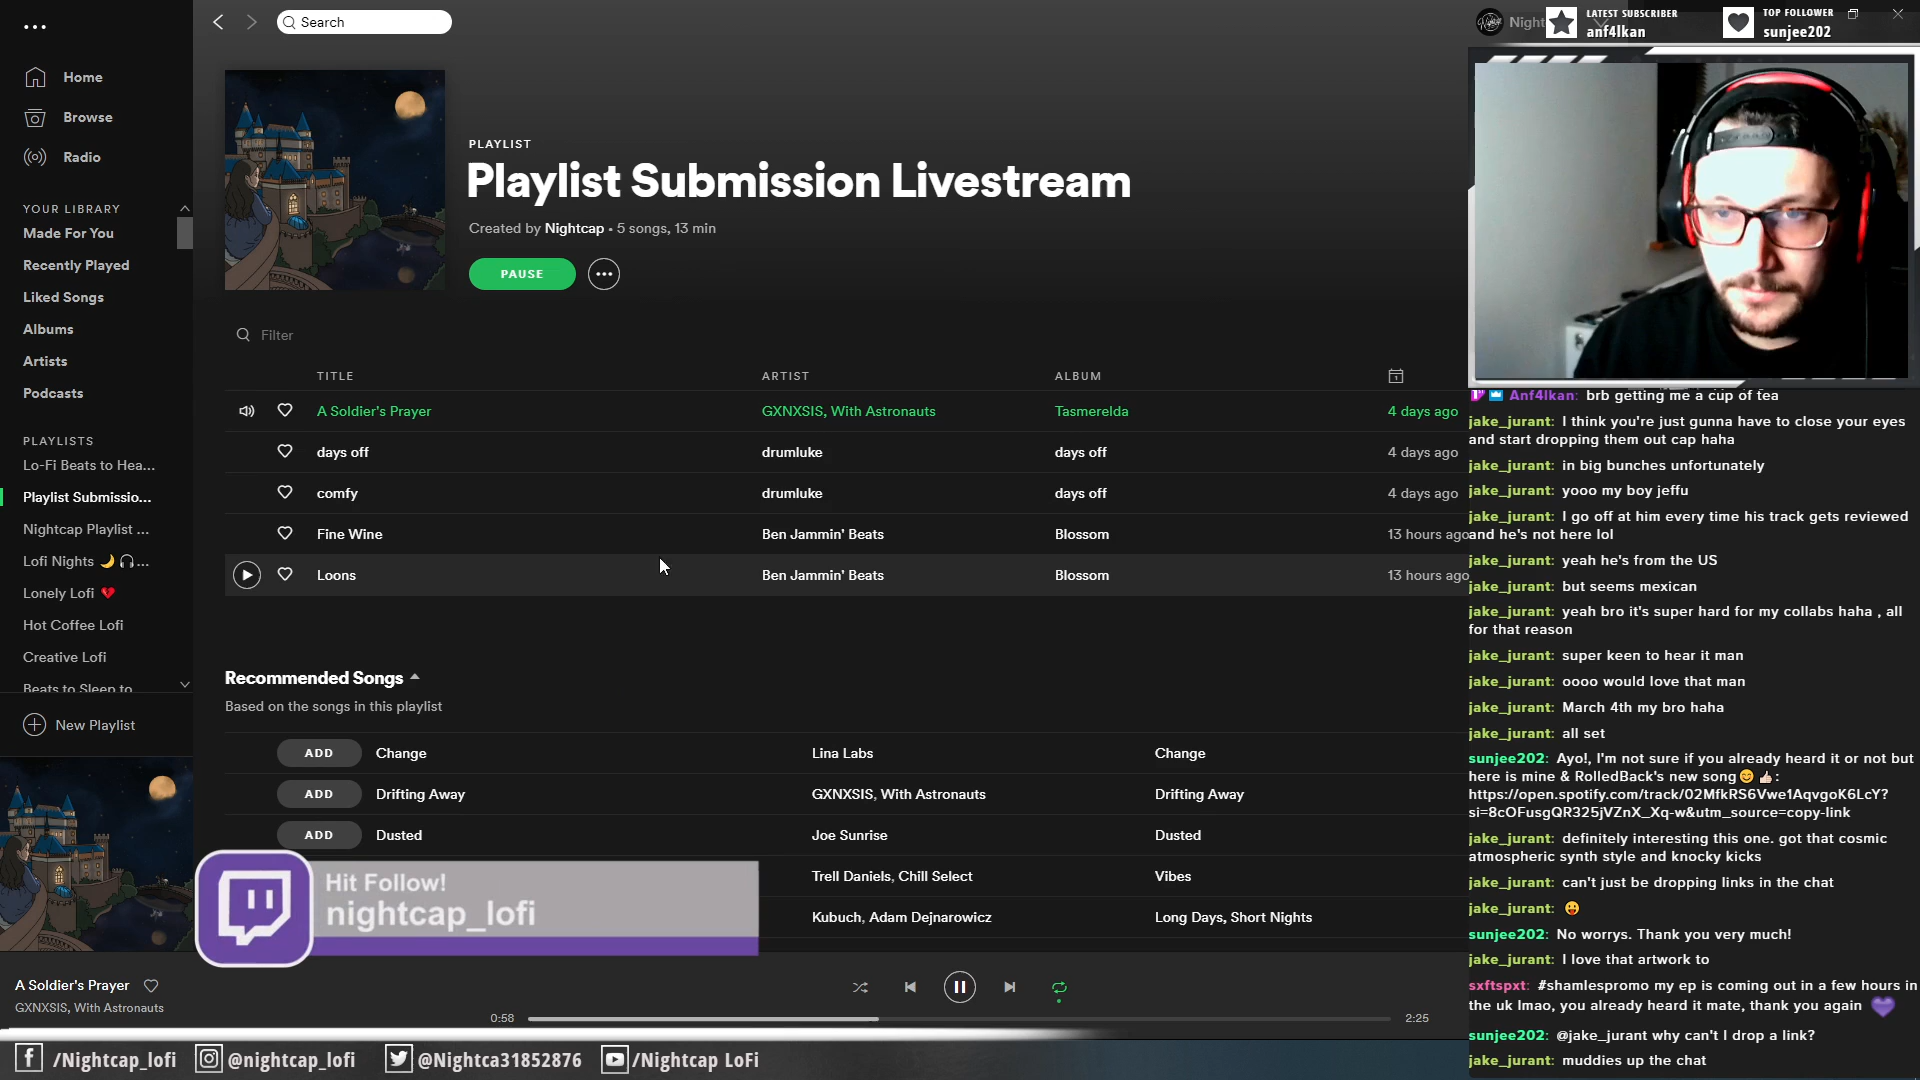 Search
Night
LATEST SUBSCRIBER
anf4lkan
TOP FOLLOWER
sunjee202
Home
Browse
Radio
YOUR LIBRARY
Made For You
Recently Played
Liked Songs
Albums
Artists
Podcasts
PLAYLISTS
Lo-Fi Beats to Hea...
Playlist Submissio...
Nightcap Playlist ...
Lofi Nights 🌙🎧...
Lonely Lofi 💔
Hot Coffee Lofi
Creative Lofi
Beats to Sleep to
New Playlist
PLAYLIST
Playlist Submission Livestream
Created by Nightcap • 5 songs, 13 min
PAUSE
Filter
TITLE ARTIST ALBUM
A Soldier's Prayer GXNXSIS, With Astronauts Tasmerelda 4 days ago
days off drumluke days off 4 days ago
comfy drumluke days off 4 days ago
Fine Wine Ben Jammin' Beats Blossom 13 hours ago
Loons Ben Jammin' Beats Blossom 13 hours ago
Recommended Songs
Based on the songs in this playlist
ADD Change Lina Labs Change
ADD Drifting Away GXNXSIS, With Astronauts Drifting Away
ADD Dusted Joe Sunrise Dusted
Trell Daniels, Chill Select Vibes
Kubuch, Adam Dejnarowicz Long Days, Short Nights
Hit Follow!
nightcap_lofi
A Soldier's Prayer
GXNXSIS, With Astronauts
0:58 2:25
/Nightcap_lofi @nightcap_lofi @Nightca31852876 /Nightcap LoFi
Anf4lkan: brb getting me a cup of tea
jake_jurant: I think you're just gunna have to close your eyes
and start dropping them out cap haha
jake_jurant: in big bunches unfortunately
jake_jurant: yooo my boy jeffu
jake_jurant: I go off at him every time his track gets reviewed
and he's not here lol
jake_jurant: yeah he's from the US
jake_jurant: but seems mexican
jake_jurant: yeah bro it's super hard for my collabs haha , all
for that reason
jake_jurant: super keen to hear it man
jake_jurant: oooo would love that man
jake_jurant: March 4th my bro haha
jake_jurant: all set
sunjee202: Ayo!, I'm not sure if you already heard it or not but
here is mine & RolledBack's new song😊👍🏻:
https://open.spotify.com/track/02MfkRS6Vwe1AqvgoK6LcY?
si=8cOFusgQR325jVZnX_Xq-w&utm_source=copy-link
jake_jurant: definitely interesting this one. got that cosmic
atmospheric synth style and knocky kicks
jake_jurant: can't just be dropping links in the chat
jake_jurant: 😛
sunjee202: No worrys. Thank you very much!
jake_jurant: I love that artwork to
sxftspxt: #shamlespromo my ep is coming out in a few hours in
the uk lmao, you already heard it mate, thank you again 💜
sunjee202: @jake_jurant why can't I drop a link?
jake_jurant: muddies up the chat